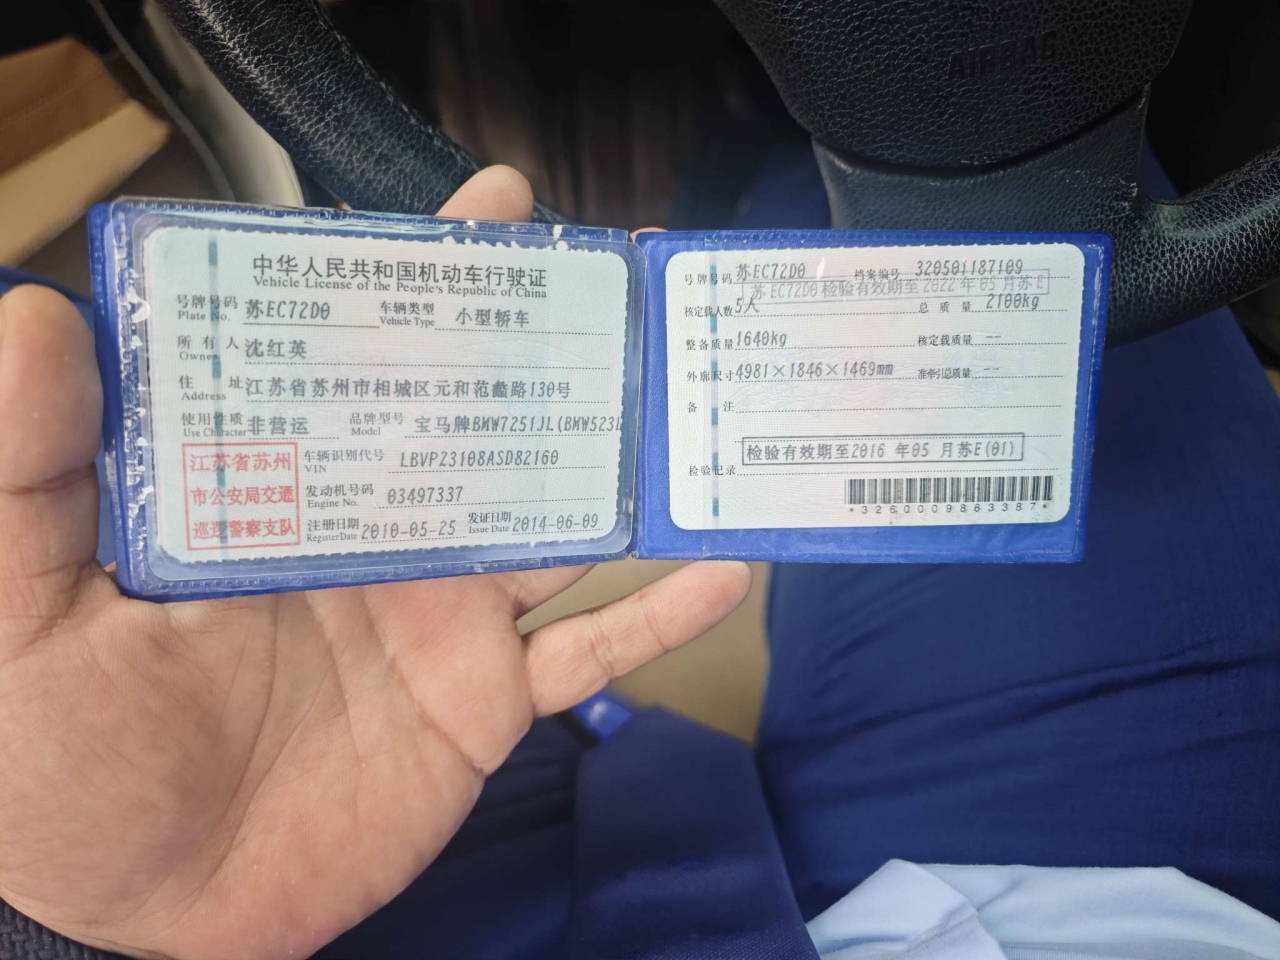 AIRBAG
中华人民共和国机动车行驶证
Vehicle License of the People's Republic of China
号牌号码 苏EC72D0 车辆类型 小型轿车
Plate No. Vehicle Type
所有人 沈红英
Owner
住址 江苏省苏州市相城区元和范蠡路130号
Address
使用性质 非营运 品牌型号 宝马牌BMW7251JL(BMW523L
Use Character Model
江苏省苏州
市公安局交通
巡逻警察支队
车辆识别代号 LBVPZ3108ASD82160
VIN
发动机号码 03497337
Engine No.
注册日期 2010-05-25 发证日期 2014-06-09
Register Date Issue Date
号牌号码 苏EC72D0 档案编号 320501187109
苏EC72D0检验有效期至2022年05月苏E
核定载人数 5人 总质量 2100kg
整备质量 1640kg 核定载质量 --
外廓尺寸 4981×1846×1469mm 准牵引总质量 --
备注
检验有效期至2016年05月苏E(01)
检验记录
*3260009863387*